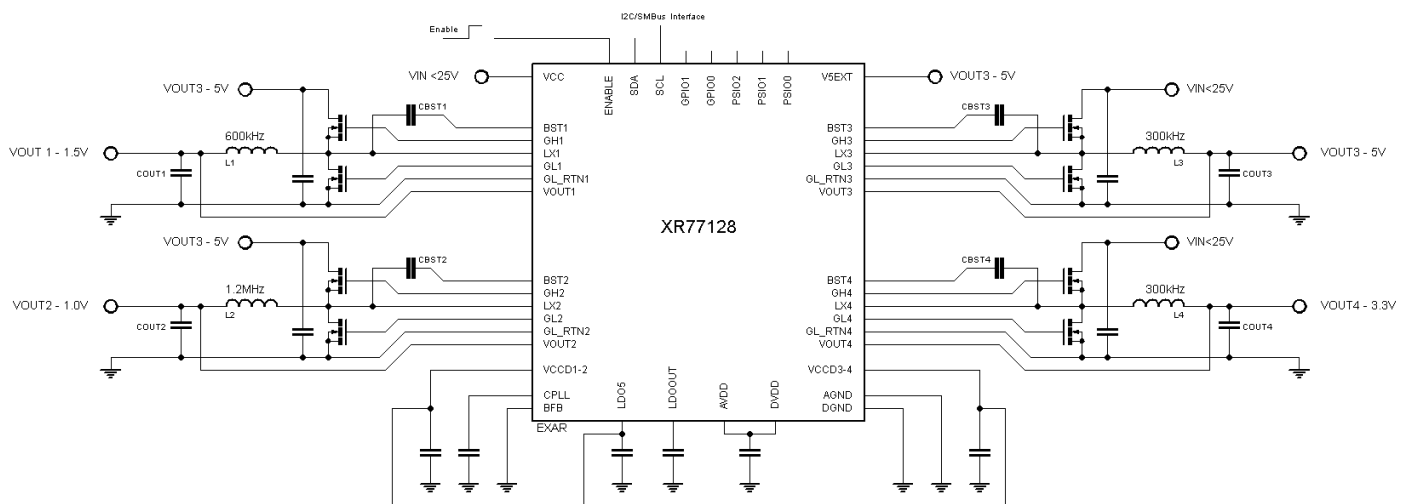 I2C/SMBus Interface
Enable
VIN <25V
VCC
ENABLE
SDA
SCL
GPIO1
GPIO0
PSIO2
PSIO1
PSIO0
V5EXT
VOUT3 - 5V
VOUT3 - 5V
CBST1
BST1
GH1
LX1
GL1
GL_RTN1
VOUT1
600kHz
L1
VOUT 1 - 1.5V
COUT1
CBST3
VIN<25V
BST3
GH3
LX3
GL3
GL_RTN3
VOUT3
300kHz
L3
VOUT3 - 5V
COUT3
XR77128
VOUT3 - 5V
CBST2
BST2
GH2
LX2
GL2
GL_RTN2
VOUT2
1.2MHz
L2
VOUT2 - 1.0V
COUT2
CBST4
VIN<25V
BST4
GH4
LX4
GL4
GL_RTN4
VOUT4
300kHz
L4
VOUT4 - 3.3V
COUT4
VCCD1-2
VCCD3-4
CPLL
BFB
LDO5
LDOOUT
AVDD
DVDD
AGND
DGND
EXAR